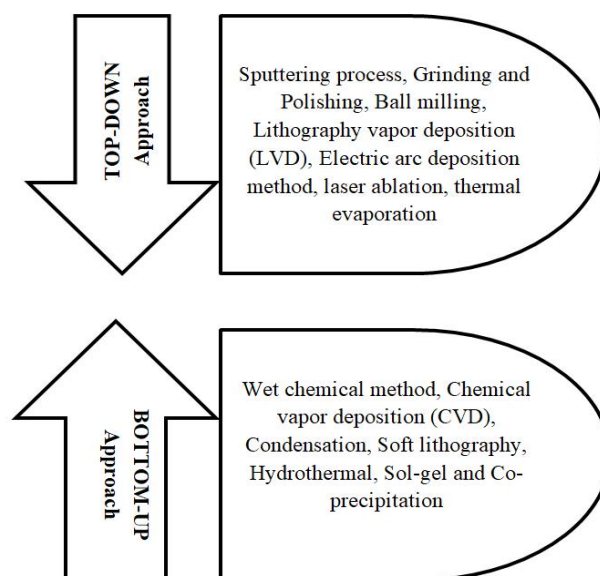 TOP-DOWN
Approach
Sputtering process, Grinding and
Polishing, Ball milling,
Lithography vapor deposition
(LVD), Electric arc deposition
method, laser ablation, thermal
evaporation
BOTTOM-UP
Approach
Wet chemical method, Chemical
vapor deposition (CVD),
Condensation, Soft lithography,
Hydrothermal, Sol-gel and Co-
precipitation